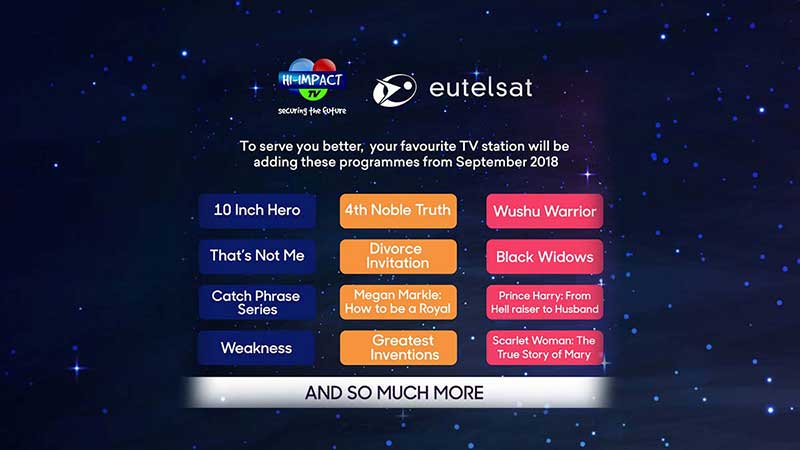 HI-IMPACT
TV
securing the future
eutelsat
To serve you better, your favourite TV station will be
adding these programmes from September 2018
10 Inch Hero
4th Noble Truth
Wushu Warrior
That's Not Me
Divorce
Invitation
Black Widows
Catch Phrase
Series
Megan Markle:
How to be a Royal
Prince Harry: From
Hell raiser to Husband
Weakness
Greatest
Inventions
Scarlet Woman: The
True Story of Mary
AND SO MUCH MORE